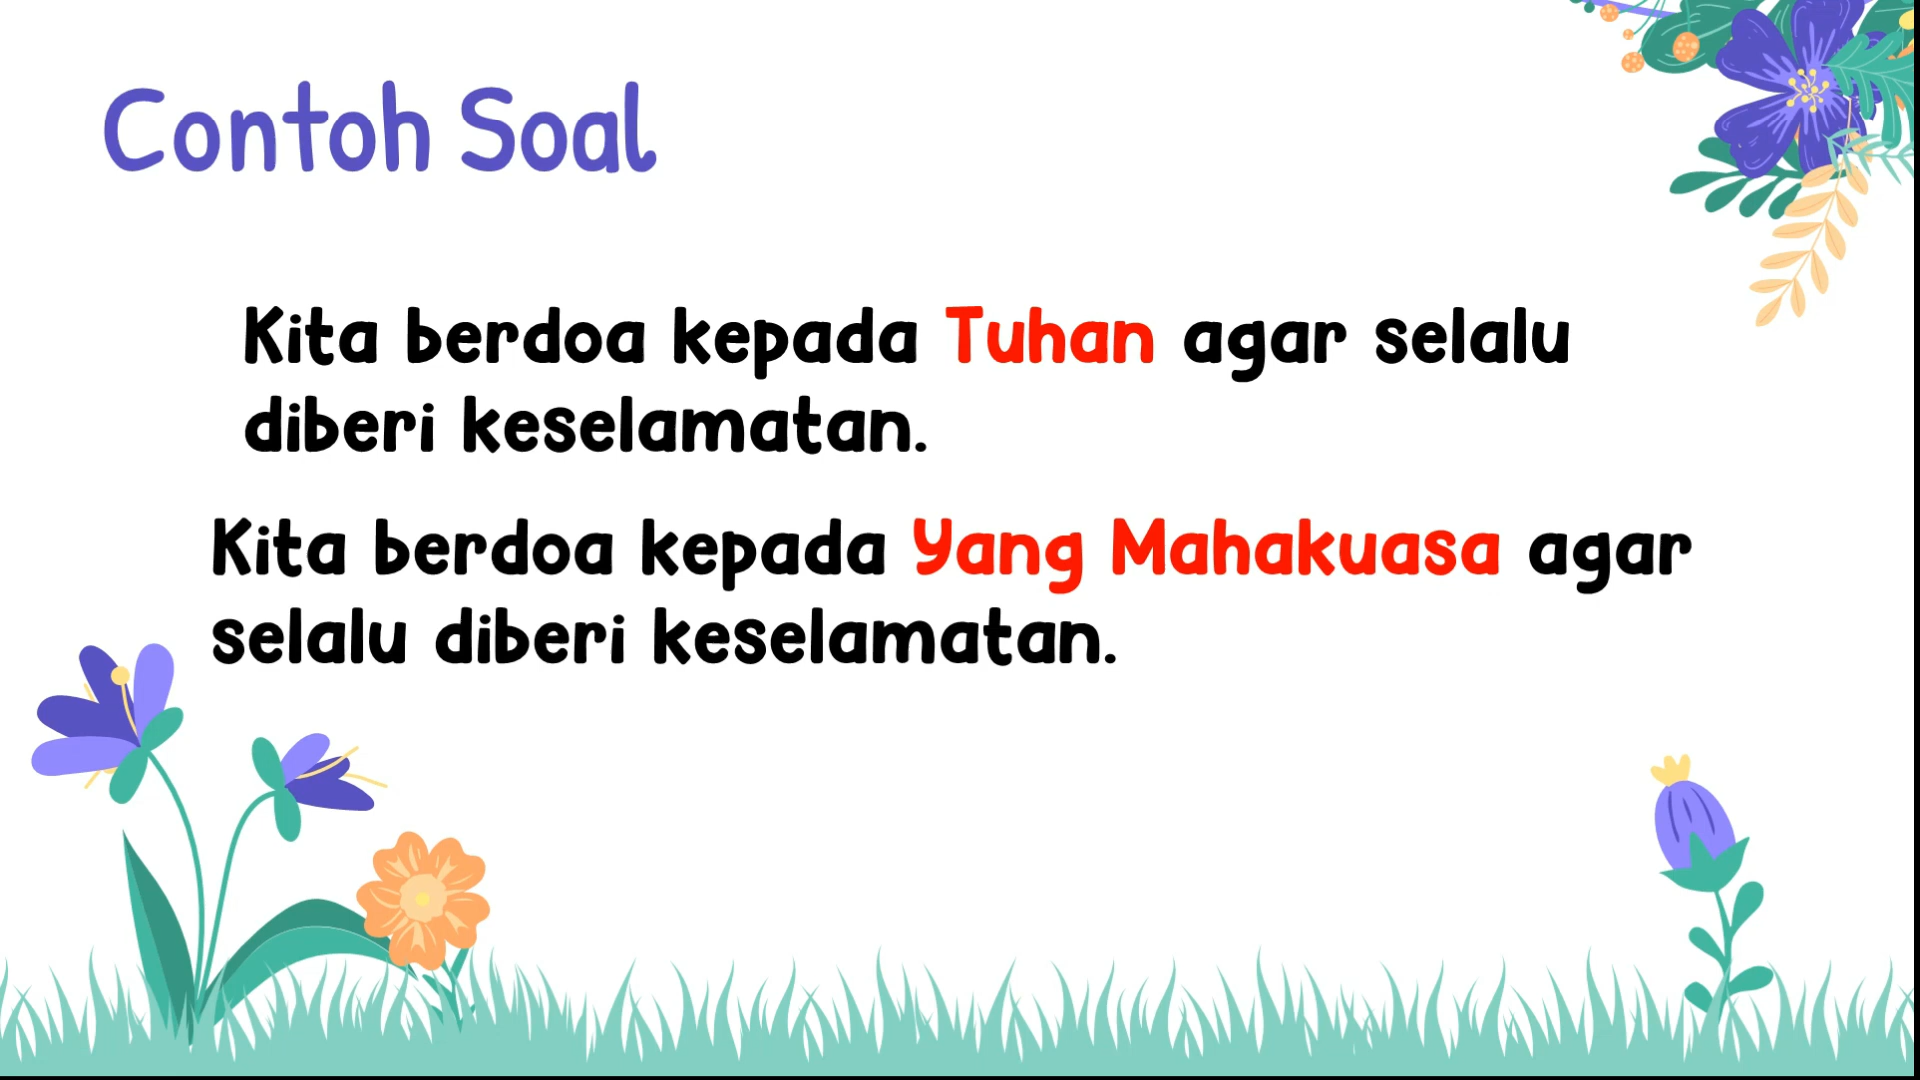 Contoh Soal
Kita berdoa kepada Tuhan agar selalu
diberi keselamatan.
Kita berdoa kepada Yang Mahakuasa agar
selalu diberi keselamatan.